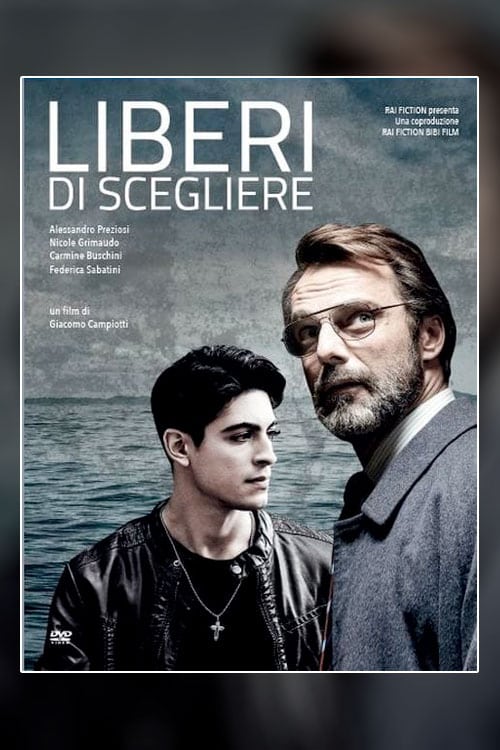 LIBERI
DI SCEGLIERE
RAI FICTION presenta
Una coproduzione
RAI FICTION BIBI FILM
Alessandro Preziosi
Nicole Grimaudo
Carmine Buschini
Federica Sabatini
un film di
Giacomo Campiotti
DVD
VIDEO